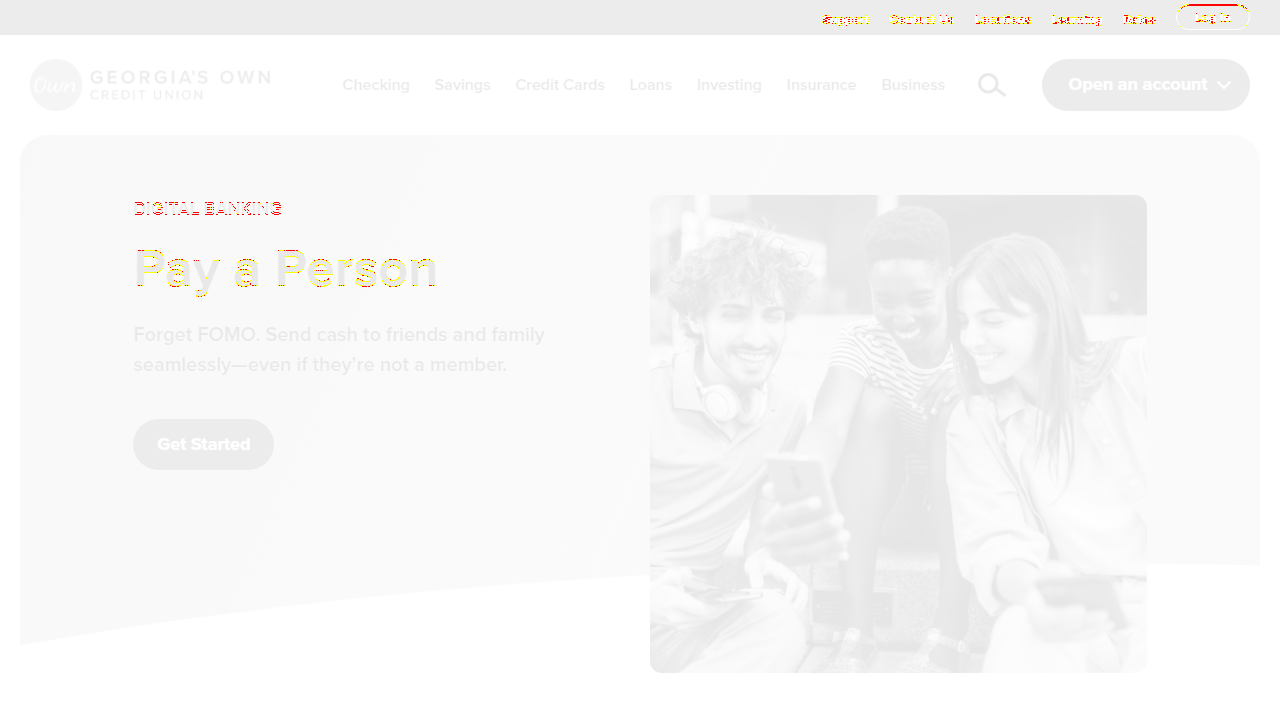 Support Contact Us Locations Learning Rates Log In
Own GEORGIA'S OWN
CREDIT UNION
Checking Savings Credit Cards Loans Investing Insurance Business Open an account
DIGITAL BANKING
Pay a Person
Forget FOMO. Send cash to friends and family
seamlessly—even if they're not a member.
Get Started